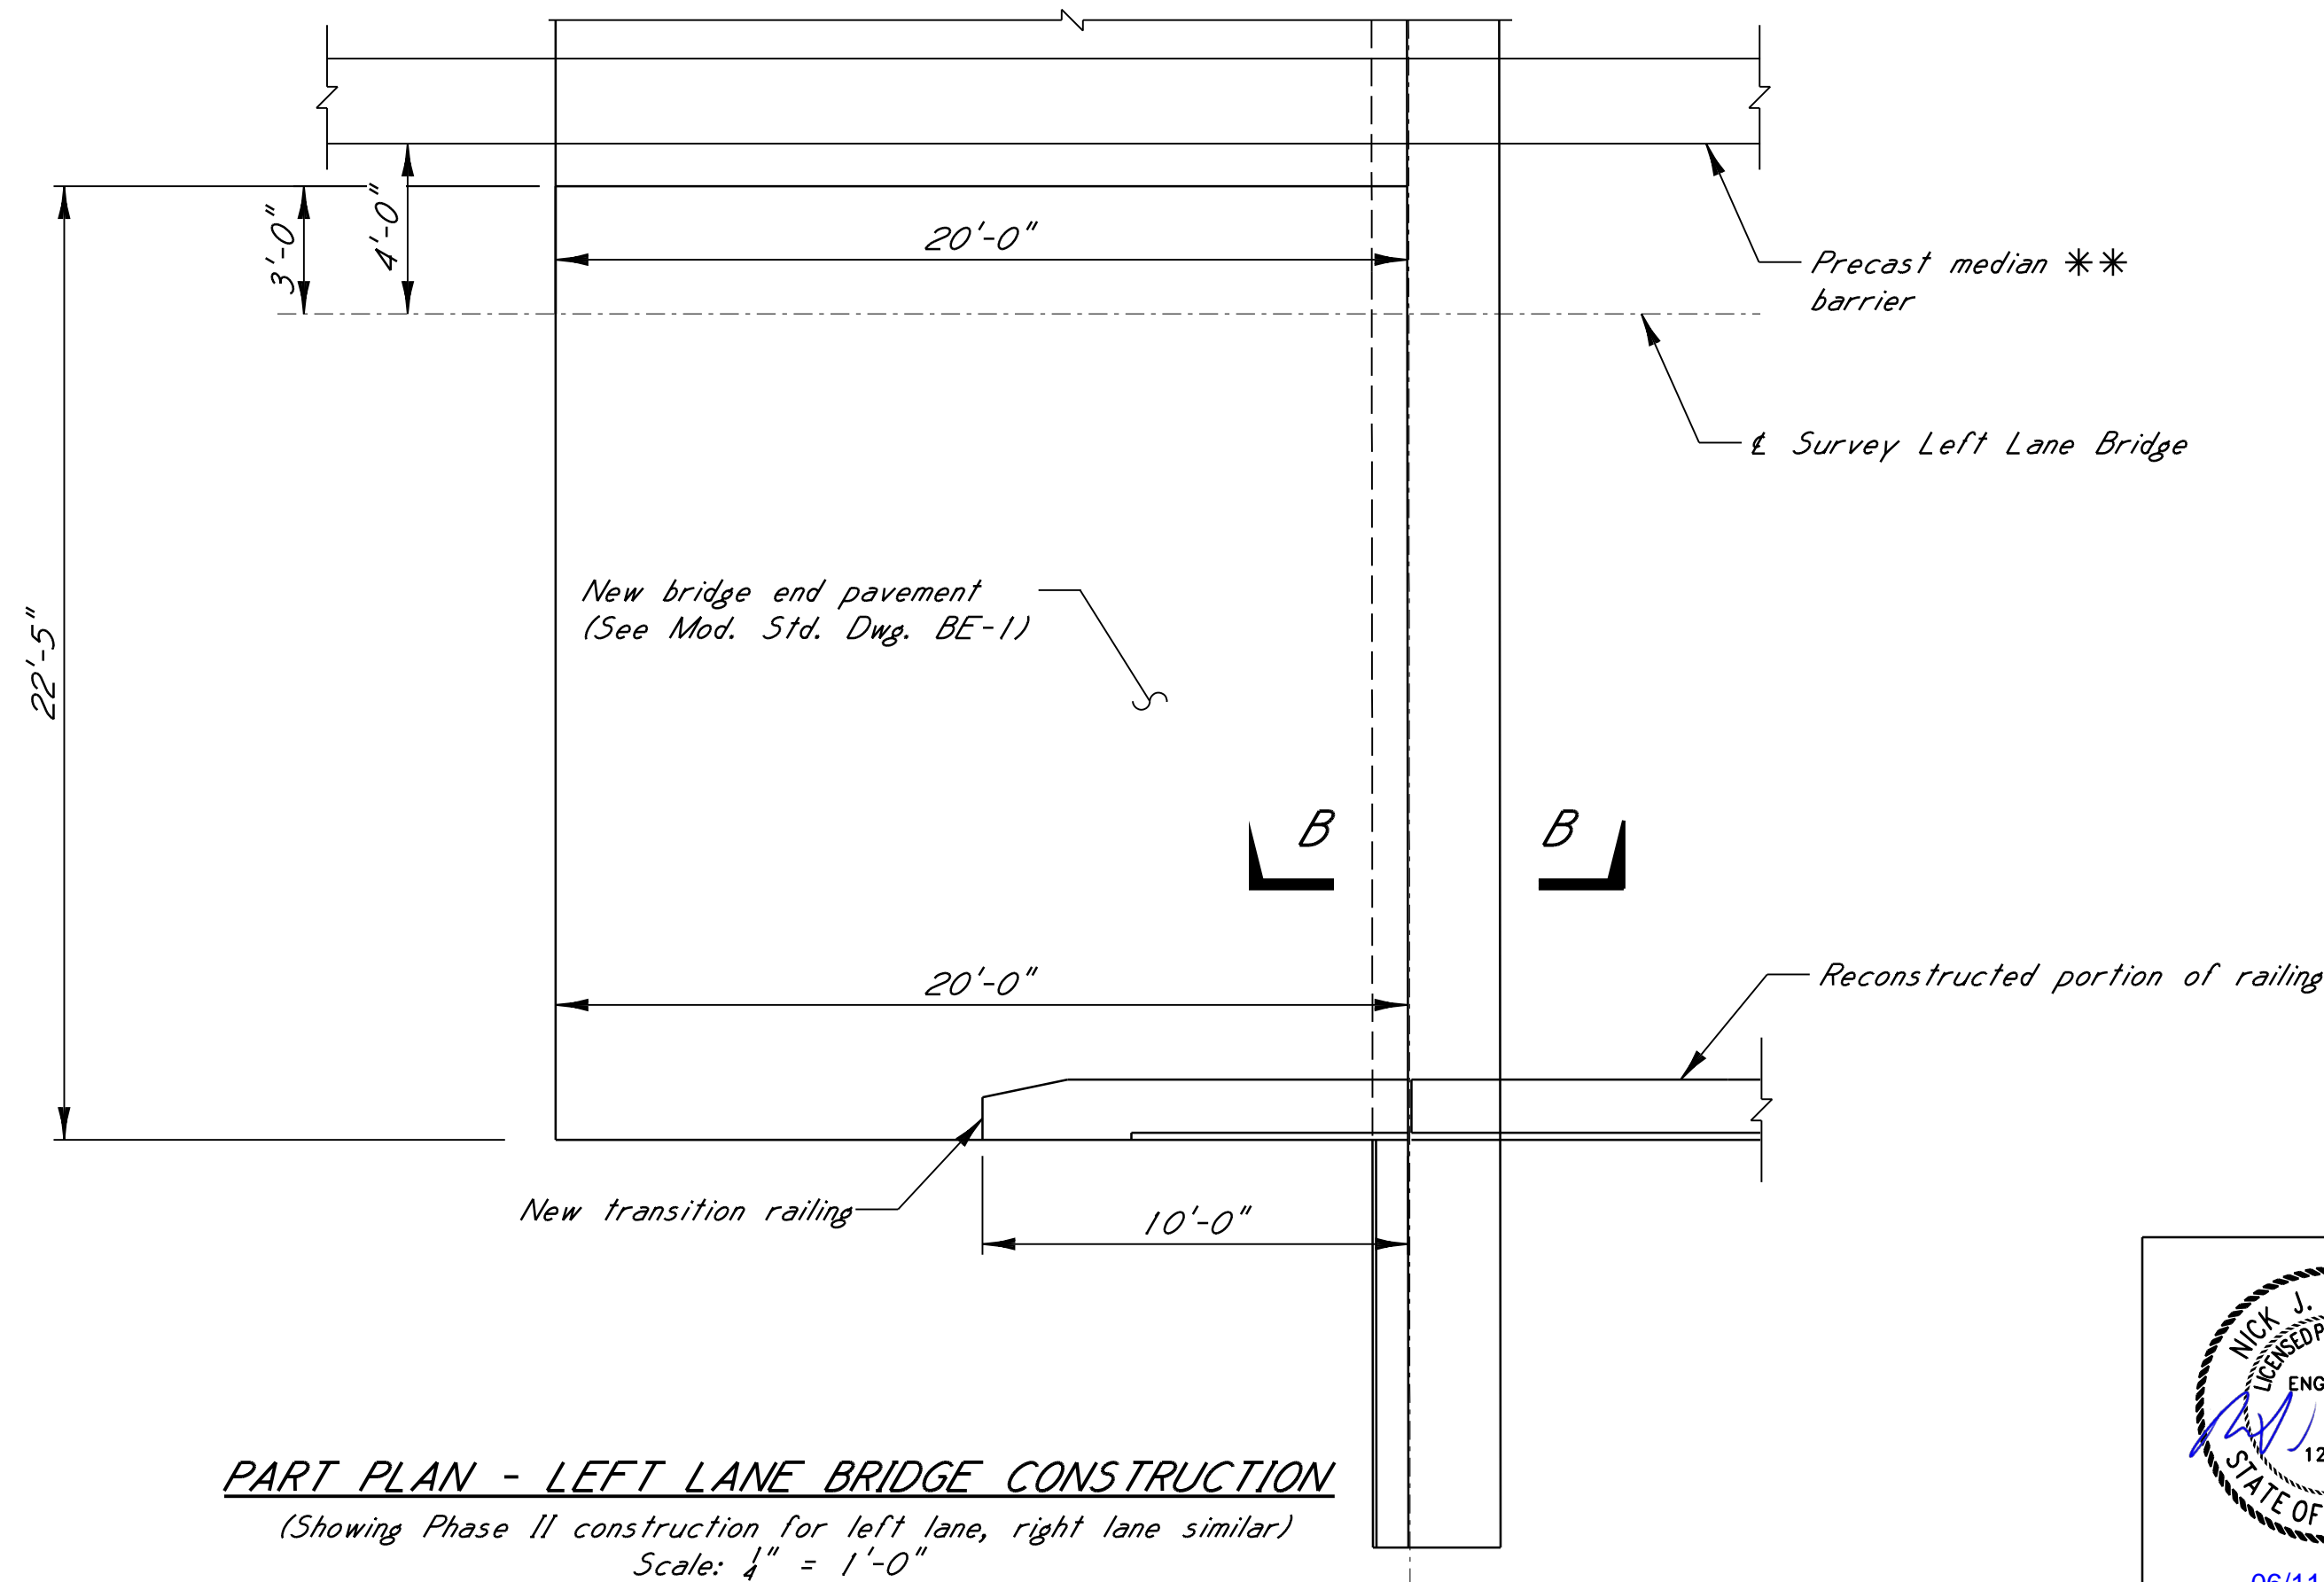 20'-0"
3'-0"
4'-0"
Precast median ✳✳
barrier
℄ Survey Left Lane Bridge
New bridge end pavement
(See Mod. Std. Dwg. BE-1)
22'-5"
B B
20'-0"
Reconstructed portion of railing
New transition railing
10'-0"
PART PLAN - LEFT LANE BRIDGE CONSTRUCTION
(Showing Phase II construction for left lane, right lane similar)
Scale: ¼" = 1'-0"
NICK J.
LICENSED P
ENG
12
STATE OF
06/11